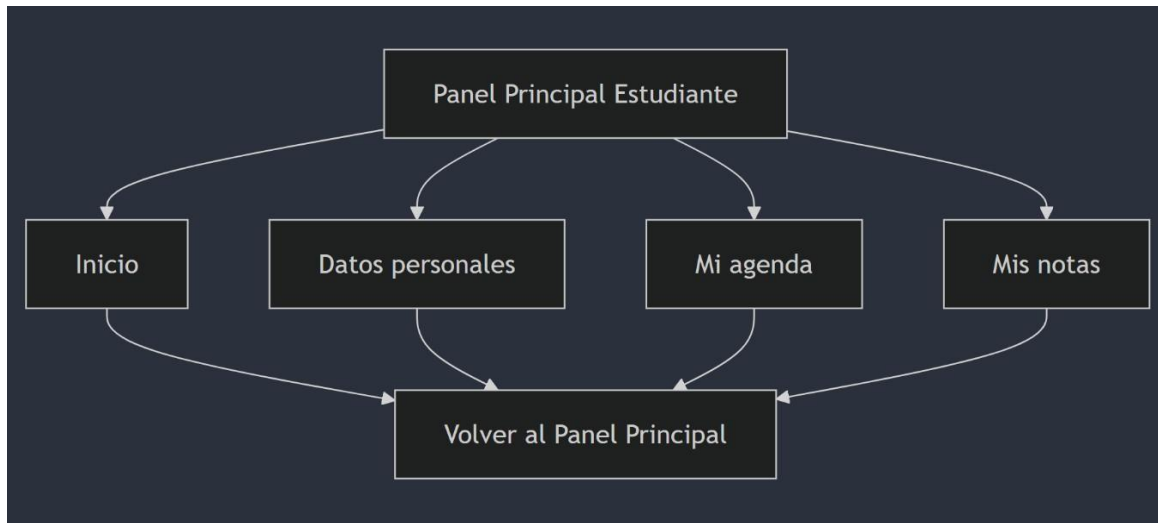 Panel Principal Estudiante
Inicio
Datos personales
Mi agenda
Mis notas
Volver al Panel Principal